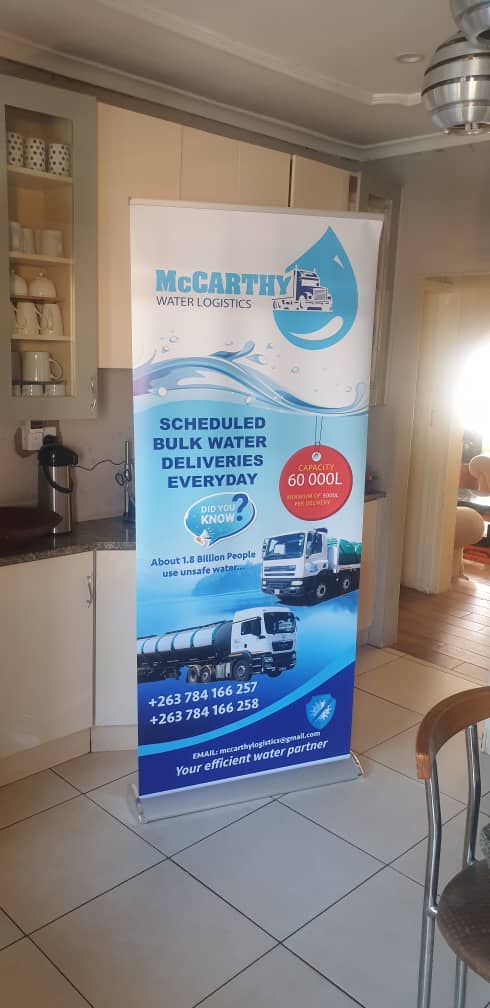 McCARTHY
WATER LOGISTICS
SCHEDULED
BULK WATER
DELIVERIES
EVERYDAY
CAPACITY
60 000L
MINIMUM OF 5000L
PER DELIVERY
DID YOU
KNOW?
About 1.8 Billion People
use unsafe water...
+263 784 166 257
+263 784 166 258
EMAIL: mccarthylogistics@gmail.com
Your efficient water partner